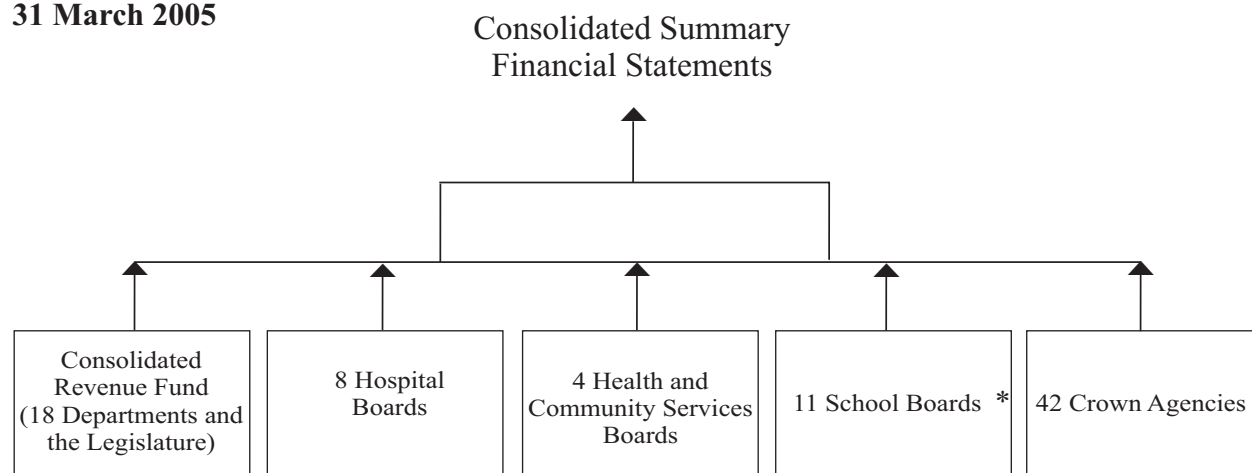 31 March 2005
Consolidated Summary
Financial Statements
Consolidated
Revenue Fund
(18 Departments and
the Legislature)
8 Hospital
Boards
4 Health and
Community Services
Boards
11 School Boards *
42 Crown Agencies